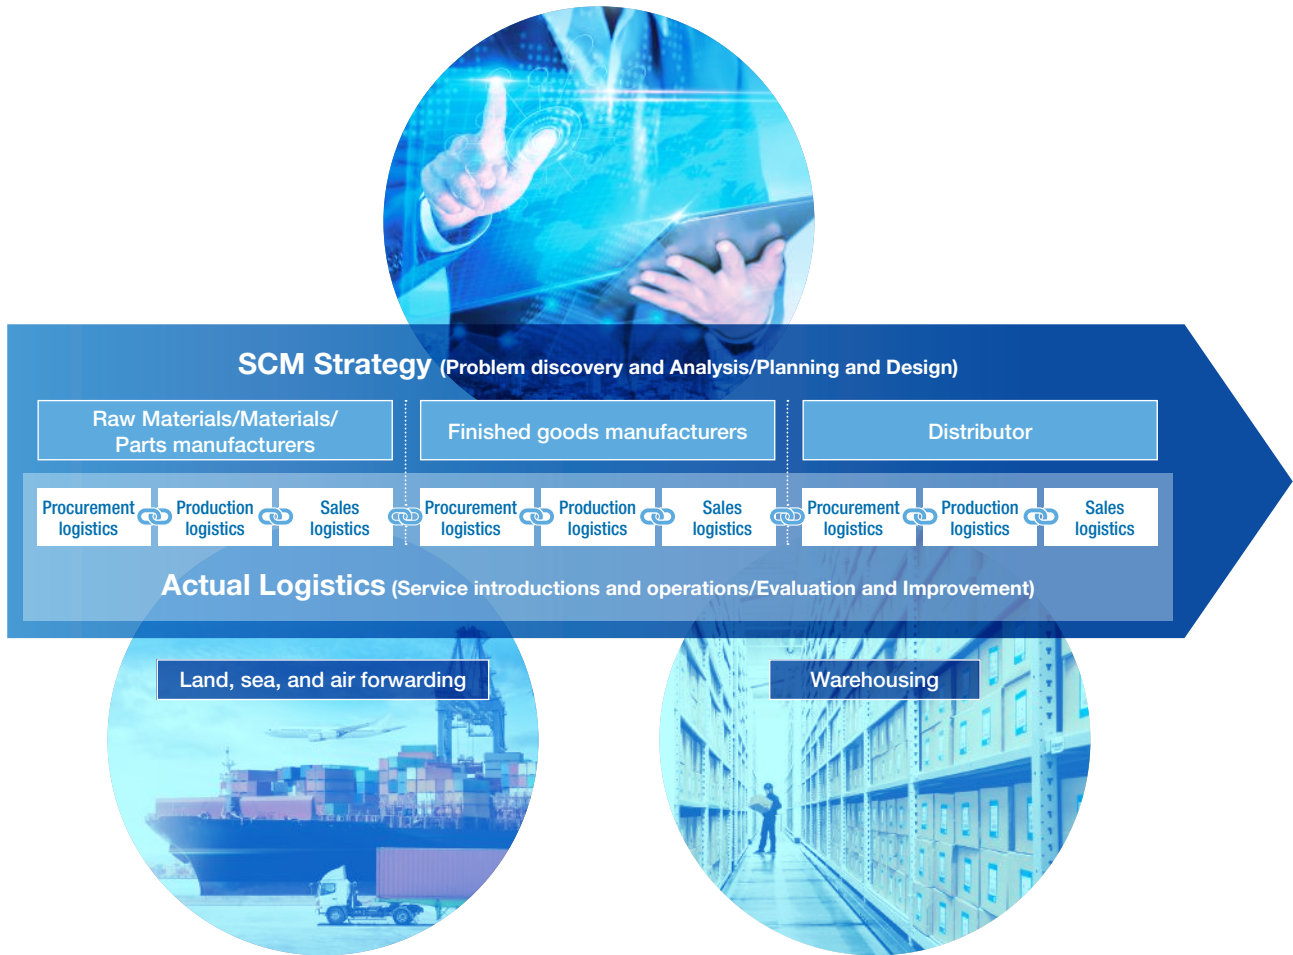 SCM Strategy (Problem discovery and Analysis/Planning and Design)
Raw Materials/Materials/
Parts manufacturers
Finished goods manufacturers
Distributor
Procurement
logistics
Production
logistics
Sales
logistics
Procurement
logistics
Production
logistics
Sales
logistics
Procurement
logistics
Production
logistics
Sales
logistics
Actual Logistics (Service introductions and operations/Evaluation and Improvement)
Land, sea, and air forwarding
Warehousing